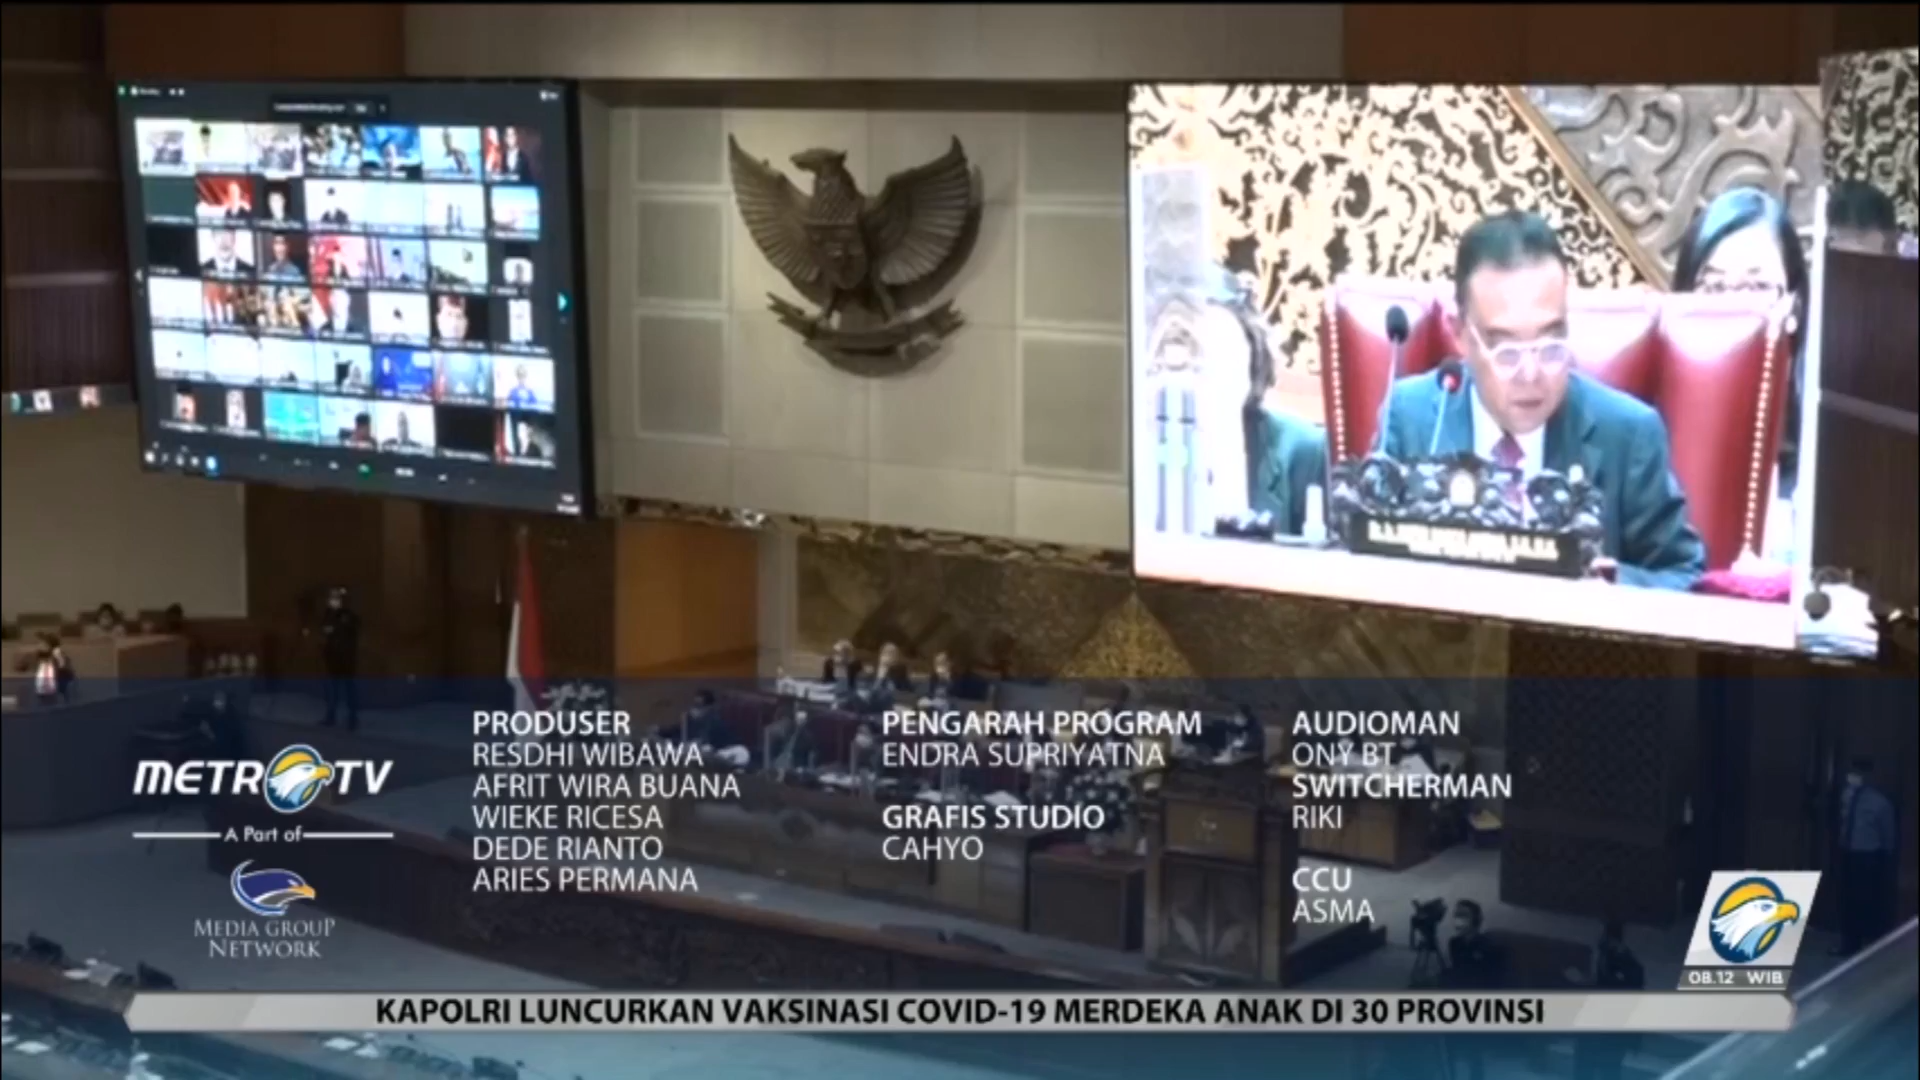 METRO TV
A Part of
MEDIA GROUP
NETWORK
PRODUSER
RESDHI WIBAWA
AFRIT WIRA BUANA
WIEKE RICESA
DEDE RIANTO
ARIES PERMANA
PENGARAH PROGRAM
ENDRA SUPRIYATNA
GRAFIS STUDIO
CAHYO
AUDIOMAN
ONY BT
SWITCHERMAN
RIKI
CCU
ASMA
08.12 WIB
KAPOLRI LUNCURKAN VAKSINASI COVID-19 MERDEKA ANAK DI 30 PROVINSI